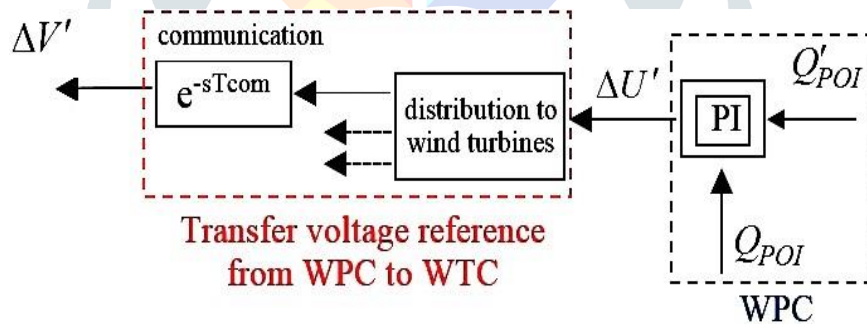 ΔV′
communication
e-sTcom
distribution to
wind turbines
ΔU′
PI
Q′POI
QPOI
WPC
Transfer voltage reference
from WPC to WTC